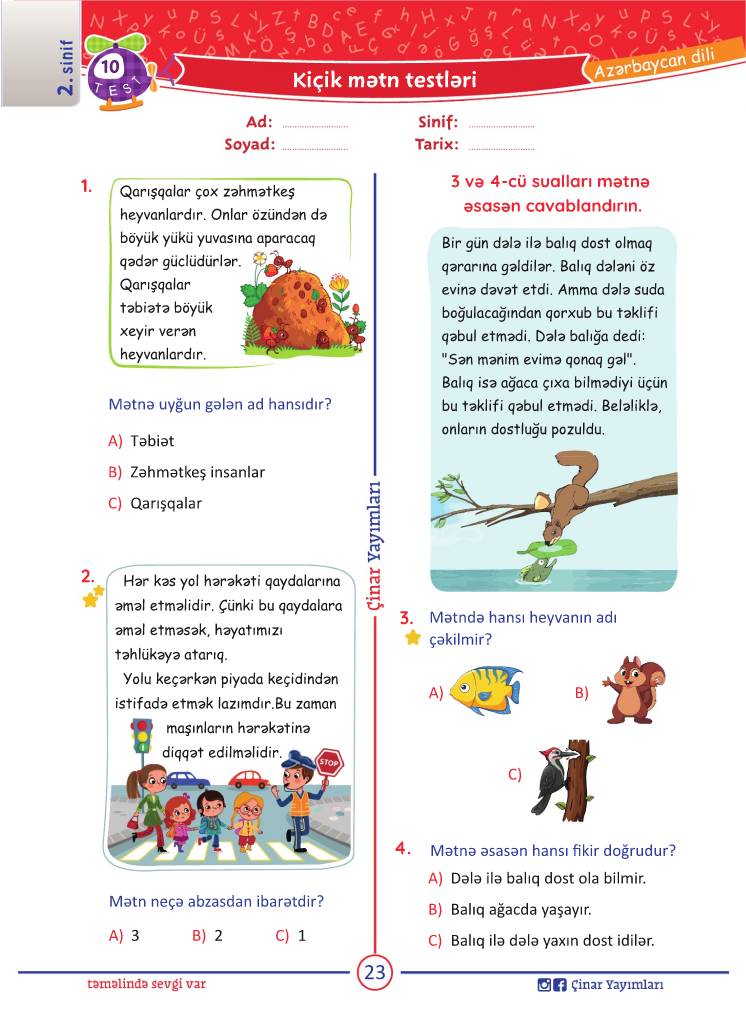 2. sinif
10
TEST
Kiçik mətn testləri
Azərbaycan dili
Ad: ........................
Sinif: ........................
Soyad: ........................
Tarix: ........................
1.
Qarışqalar çox zəhmətkeş
heyvanlardır. Onlar özündən də
böyük yükü yuvasına aparacaq
qədər güclüdürlər.
Qarışqalar
təbiətə böyük
xeyir verən
heyvanlardır.
Mətnə uyğun gələn ad hansıdır?
A) Təbiət
B) Zəhmətkeş insanlar
C) Qarışqalar
2.
Hər kəs yol hərəkəti qaydalarına
əməl etməlidir. Çünki bu qaydalara
əməl etməsək, həyatımızı
təhlükəyə atarıq.
Yolu keçərkən piyada keçidindən
istifadə etmək lazımdır.Bu zaman
maşınların hərəkətinə
diqqət edilməlidir.
STOP
Mətn neçə abzasdan ibarətdir?
A) 3 B) 2 C) 1
Çinar Yayımları
3 və 4-cü sualları mətnə
əsasən cavablandırın.
Bir gün dələ ilə balıq dost olmaq
qərarına gəldilər. Balıq dələni öz
evinə dəvət etdi. Amma dələ suda
boğulacağından qorxub bu təklifi
qəbul etmədi. Dələ balığa dedi:
"Sən mənim evimə qonaq gəl".
Balıq isə ağaca çıxa bilmədiyi üçün
bu təklifi qəbul etmədi. Beləliklə,
onların dostluğu pozuldu.
3. Mətndə hansı heyvanın adı
çəkilmir?
A) B)
C)
4. Mətnə əsasən hansı fikir doğrudur?
A) Dələ ilə balıq dost ola bilmir.
B) Balıq ağacda yaşayır.
C) Balıq ilə dələ yaxın dost idilər.
təməlində sevgi var
23
Çinar Yayımları